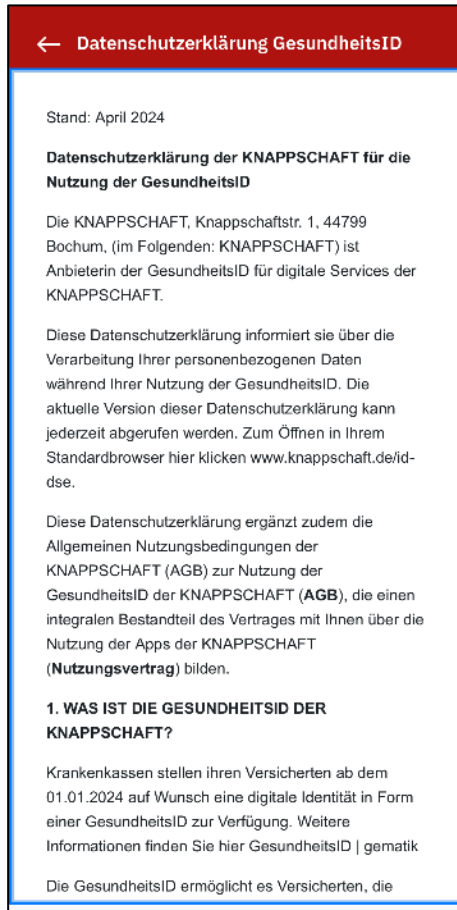 ← Datenschutzerklärung GesundheitsID
Stand: April 2024
Datenschutzerklärung der KNAPPSCHAFT für die
Nutzung der GesundheitsID
Die KNAPPSCHAFT, Knappschaftstr. 1, 44799
Bochum, (im Folgenden: KNAPPSCHAFT) ist
Anbieterin der GesundheitsID für digitale Services der
KNAPPSCHAFT.
Diese Datenschutzerklärung informiert sie über die
Verarbeitung Ihrer personenbezogenen Daten
während Ihrer Nutzung der GesundheitsID. Die
aktuelle Version dieser Datenschutzerklärung kann
jederzeit abgerufen werden. Zum Öffnen in Ihrem
Standardbrowser hier klicken www.knappschaft.de/id-
dse.
Diese Datenschutzerklärung ergänzt zudem die
Allgemeinen Nutzungsbedingungen der
KNAPPSCHAFT (AGB) zur Nutzung der
GesundheitsID der KNAPPSCHAFT (AGB), die einen
integralen Bestandteil des Vertrages mit Ihnen über die
Nutzung der Apps der KNAPPSCHAFT
(Nutzungsvertrag) bilden.
1. WAS IST DIE GESUNDHEITSID DER
KNAPPSCHAFT?
Krankenkassen stellen ihren Versicherten ab dem
01.01.2024 auf Wunsch eine digitale Identität in Form
einer GesundheitsID zur Verfügung. Weitere
Informationen finden Sie hier GesundheitsID | gematik
Die GesundheitsID ermöglicht es Versicherten, die